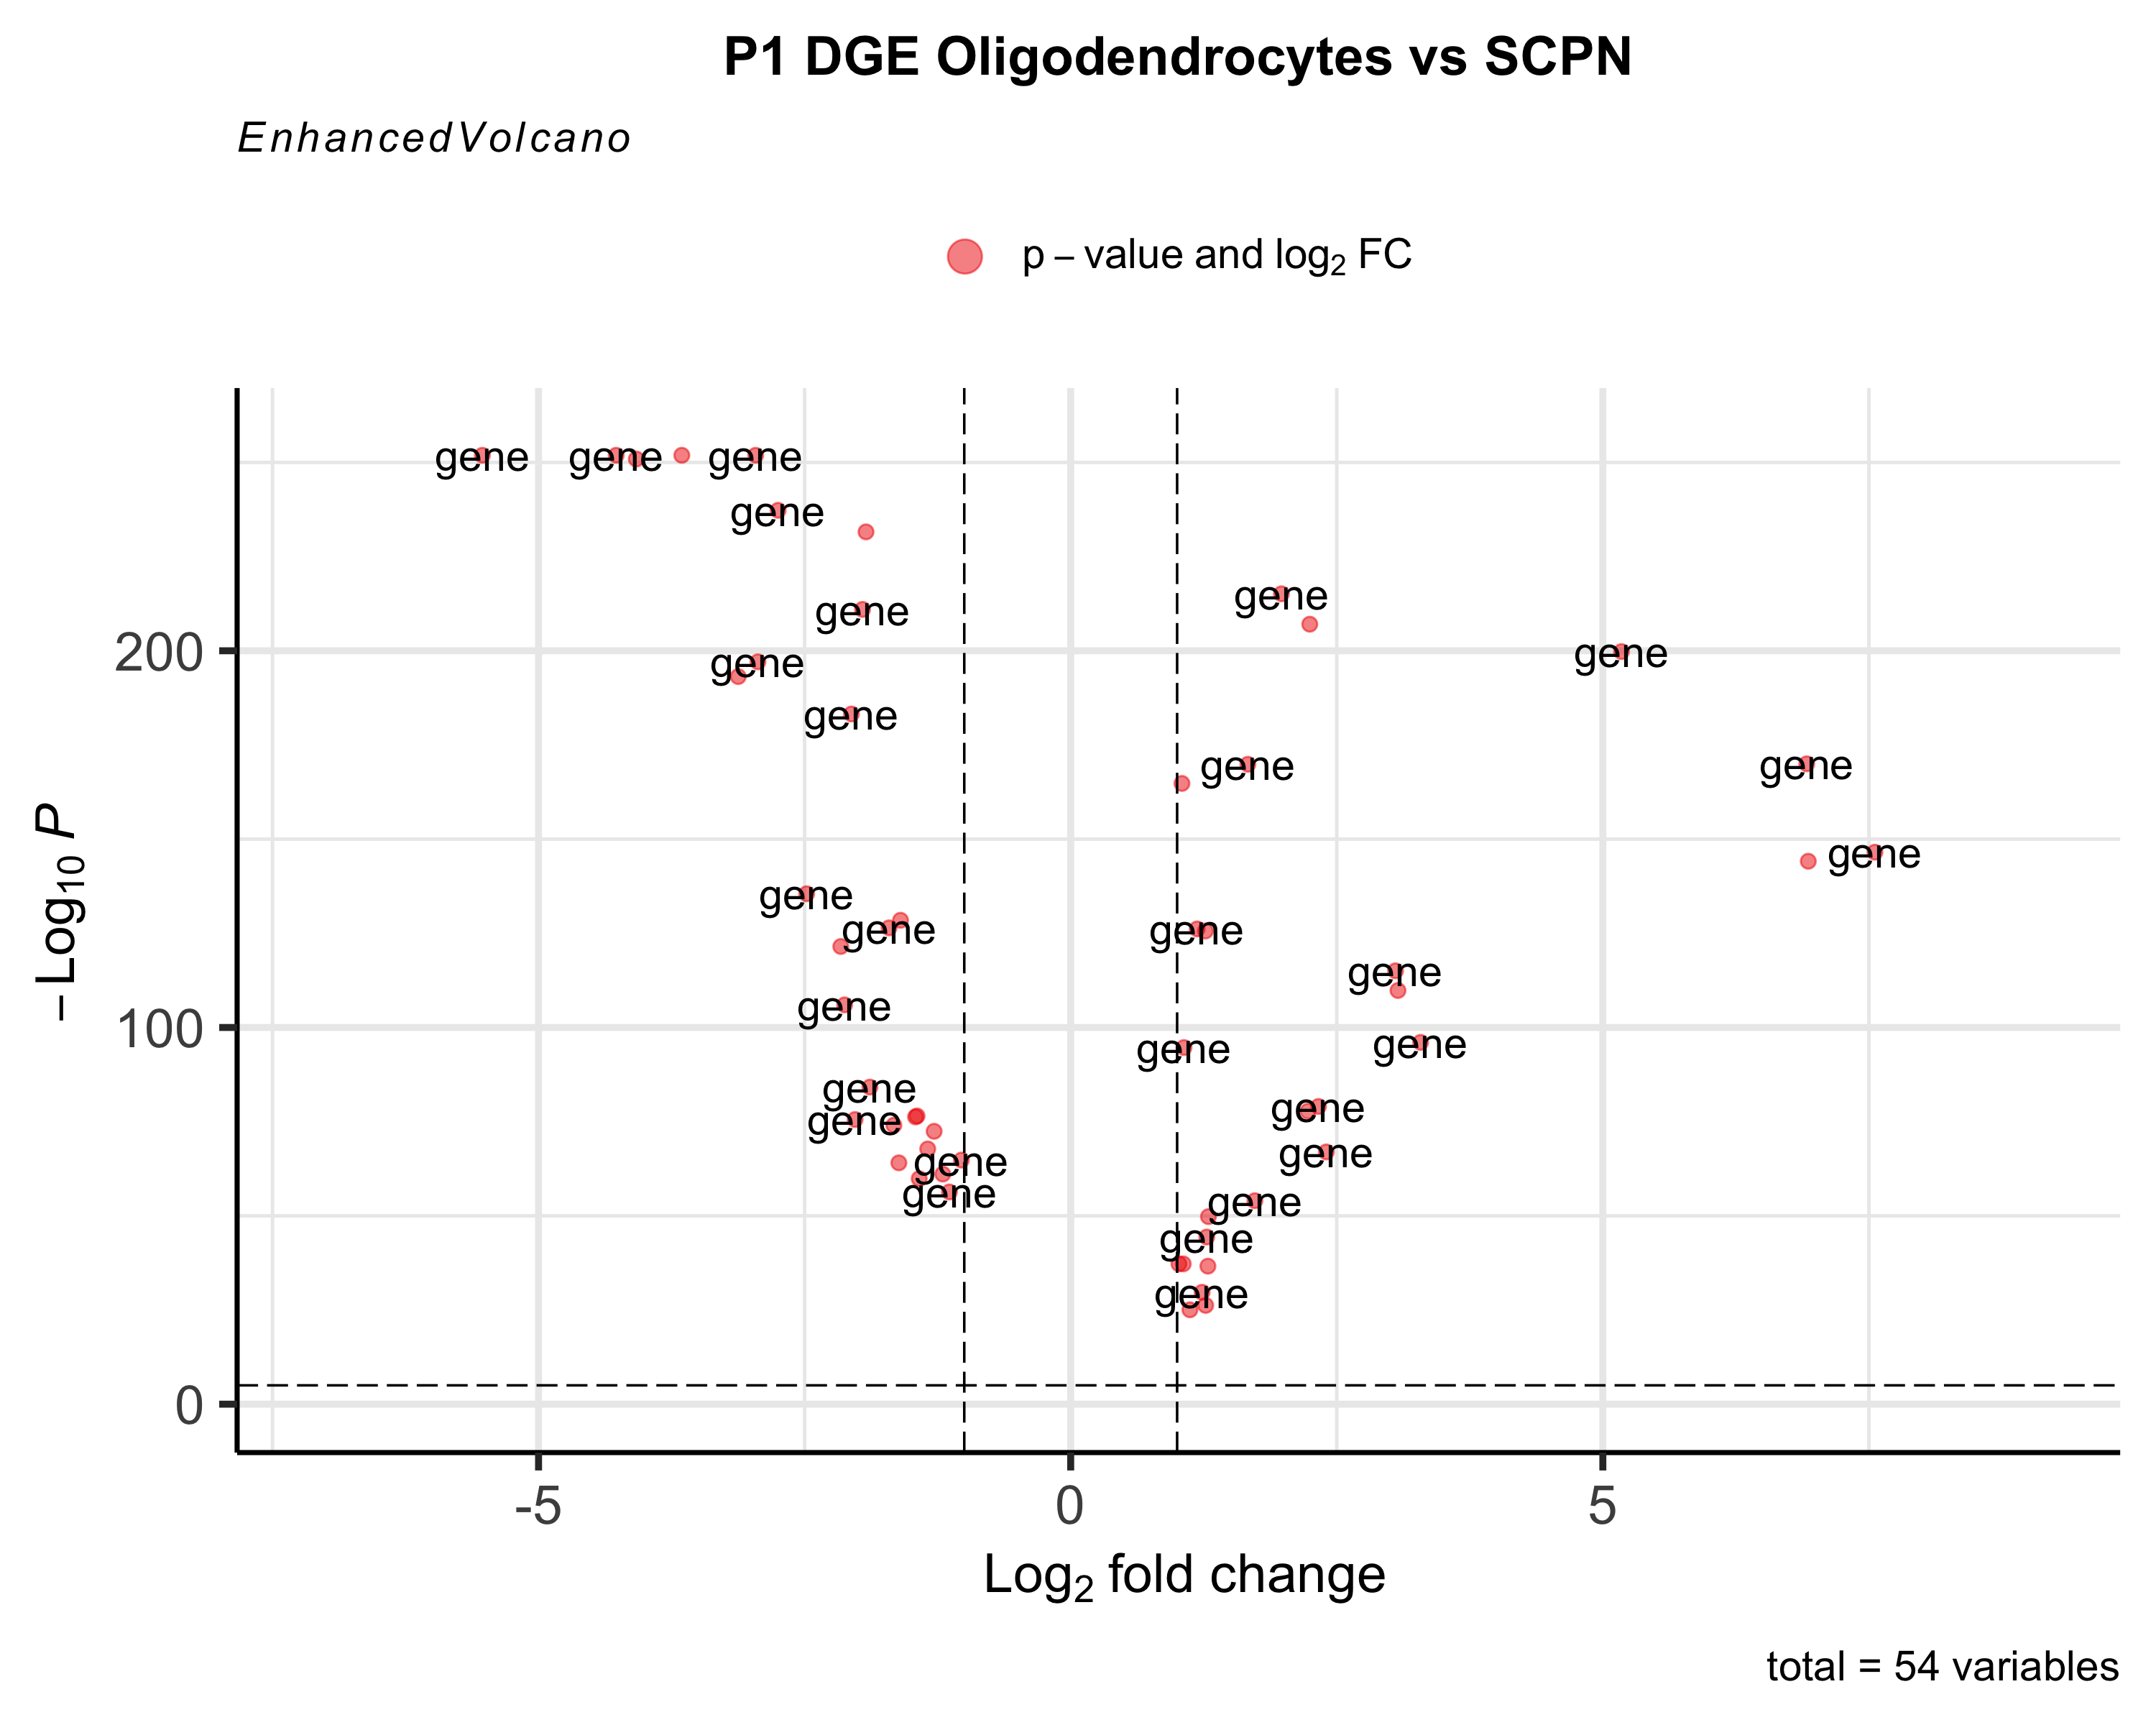 P1 DGE Oligodendrocytes vs SCPN
EnhancedVolcano
p – value and log₂ FC
gene gene gene
gene
gene
gene
gene gene
gene
gene gene
gene
gene
gene gene
gene
gene
gene gene
gene
gene gene
gene
gene
gene
gene
gene
gene
200
100
0
– Log₁₀ P
-5 0 5
Log₂ fold change
total = 54 variables